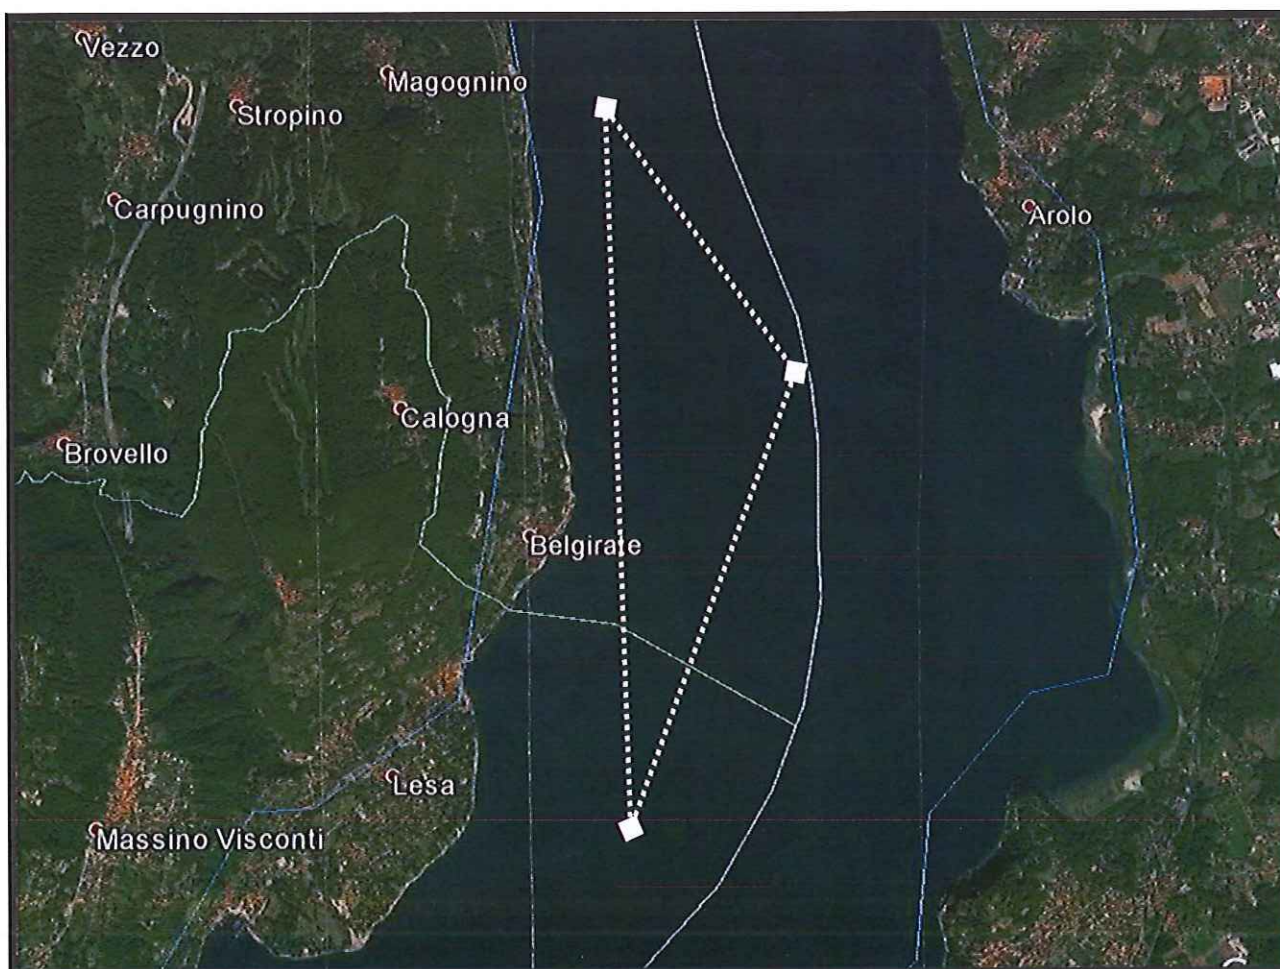 Vezzo
Magognino
Stropino
Carpugnino
Arolo
Calogna
Brovello
Belgirate
Lesa
Massino Visconti